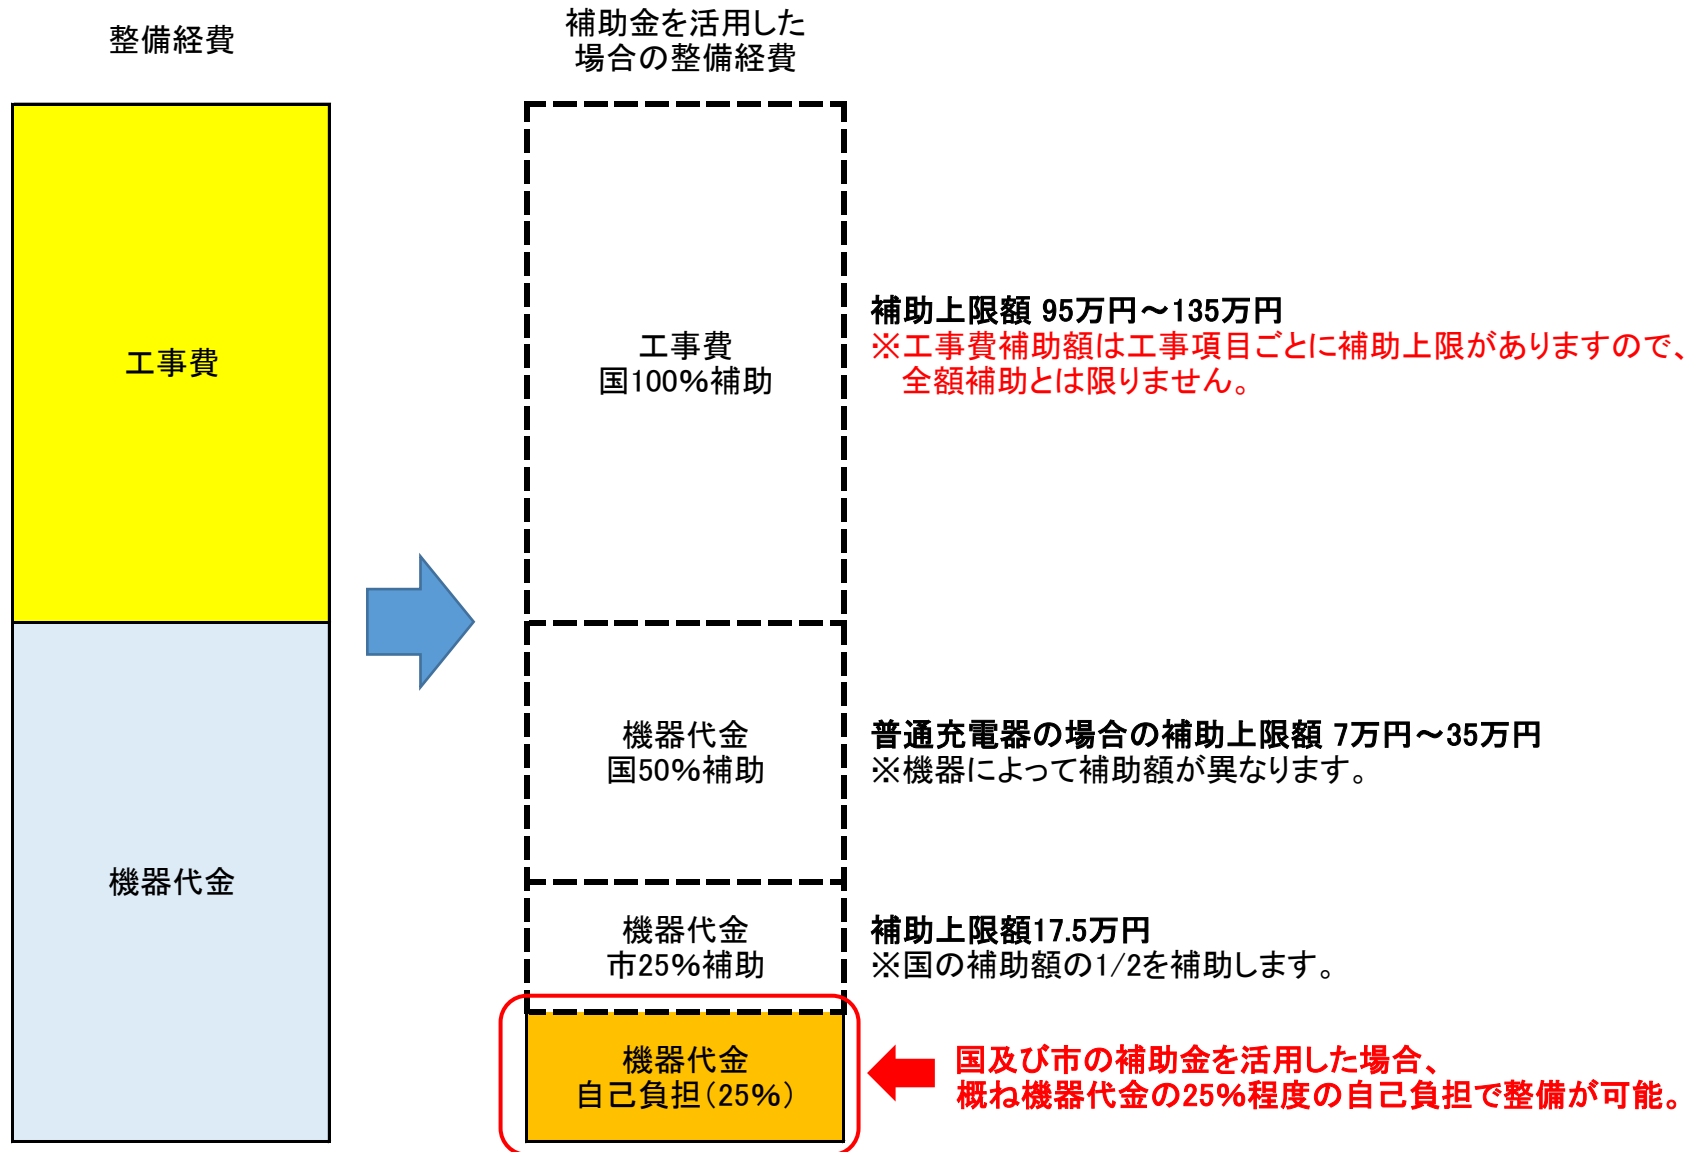 整備経費
補助金を活用した
場合の整備経費
工事費
工事費
国100%補助
補助上限額 95万円～135万円
※工事費補助額は工事項目ごとに補助上限がありますので、
全額補助とは限りません。
機器代金
機器代金
国50%補助
普通充電器の場合の補助上限額 7万円～35万円
※機器によって補助額が異なります。
機器代金
市25%補助
補助上限額17.5万円
※国の補助額の1/2を補助します。
機器代金
自己負担（25%）
国及び市の補助金を活用した場合、
概ね機器代金の25%程度の自己負担で整備が可能。